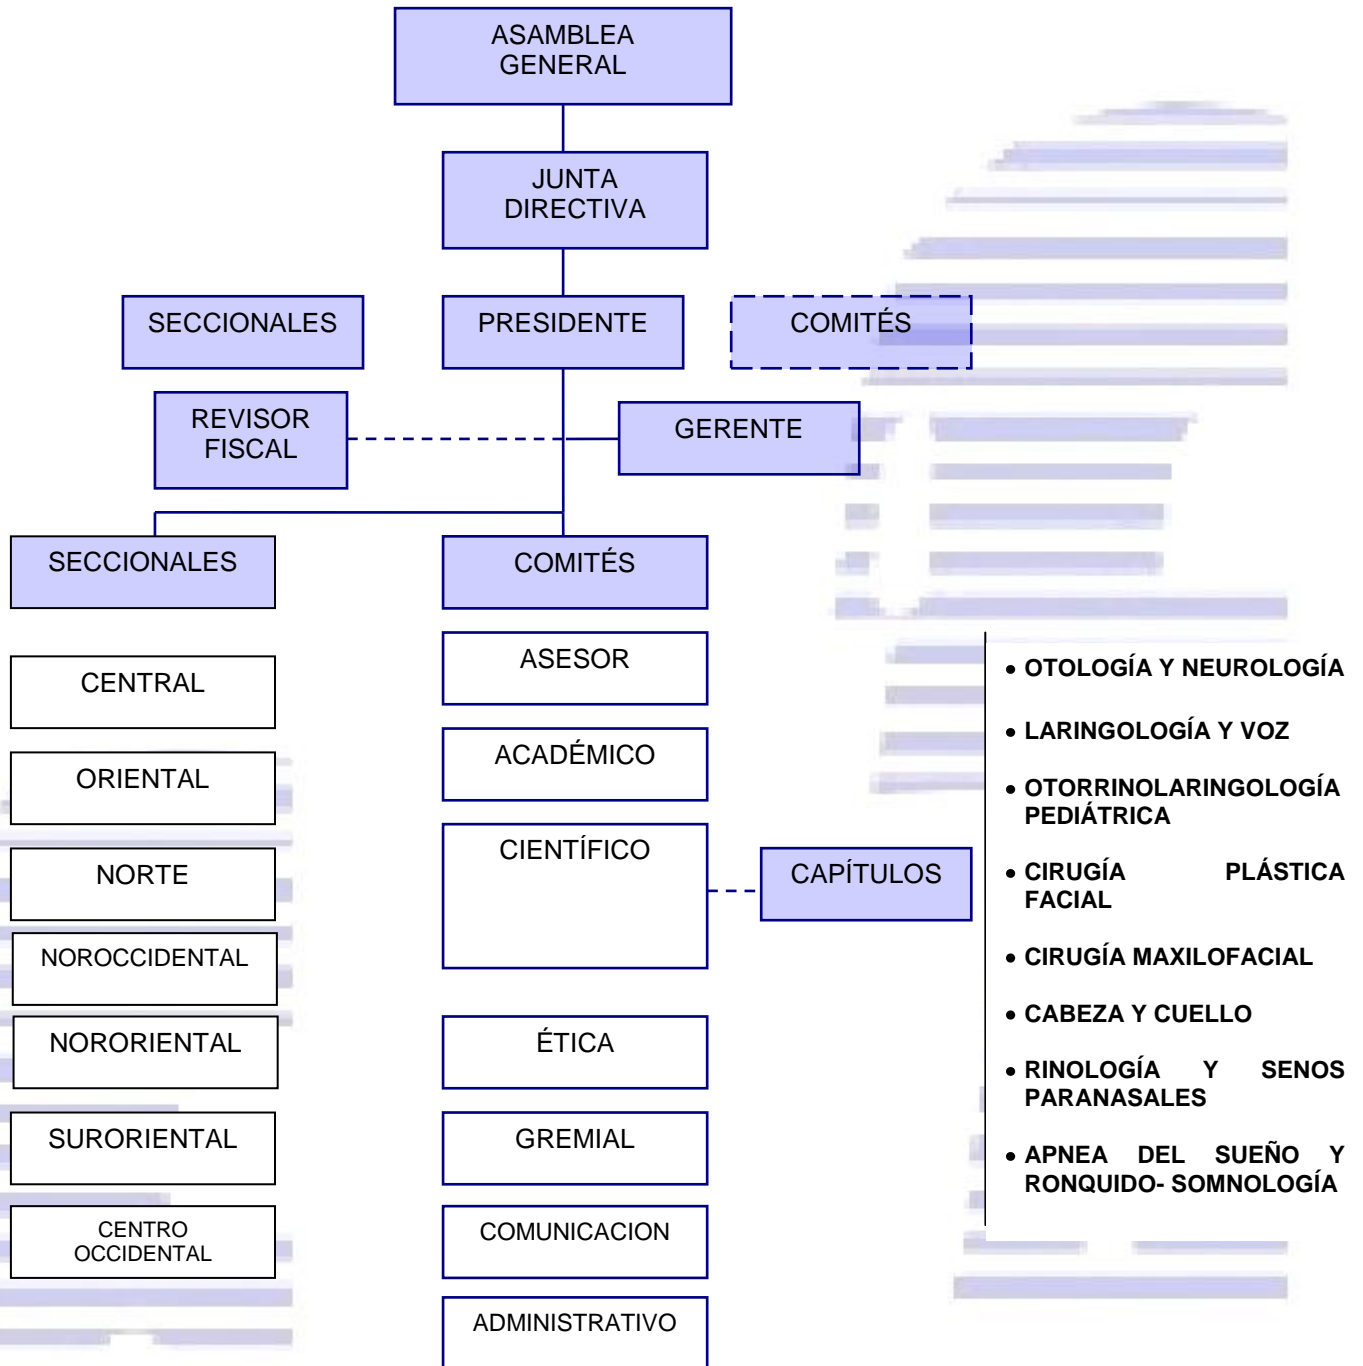 ASAMBLEA
GENERAL
JUNTA
DIRECTIVA
SECCIONALES
PRESIDENTE
COMITÉS
REVISOR
FISCAL
GERENTE
SECCIONALES
COMITÉS
CENTRAL
ORIENTAL
NORTE
NOROCCIDENTAL
NORORIENTAL
SURORIENTAL
CENTRO
OCCIDENTAL
ASESOR
ACADÉMICO
CIENTÍFICO
ÉTICA
GREMIAL
COMUNICACION
ADMINISTRATIVO
CAPÍTULOS
• OTOLOGÍA Y NEUROLOGÍA
• LARINGOLOGÍA Y VOZ
• OTORRINOLARINGOLOGÍA
PEDIÁTRICA
• CIRUGÍA PLÁSTICA
FACIAL
• CIRUGÍA MAXILOFACIAL
• CABEZA Y CUELLO
• RINOLOGÍA Y SENOS
PARANASALES
• APNEA DEL SUEÑO Y
RONQUIDO- SOMNOLOGÍA